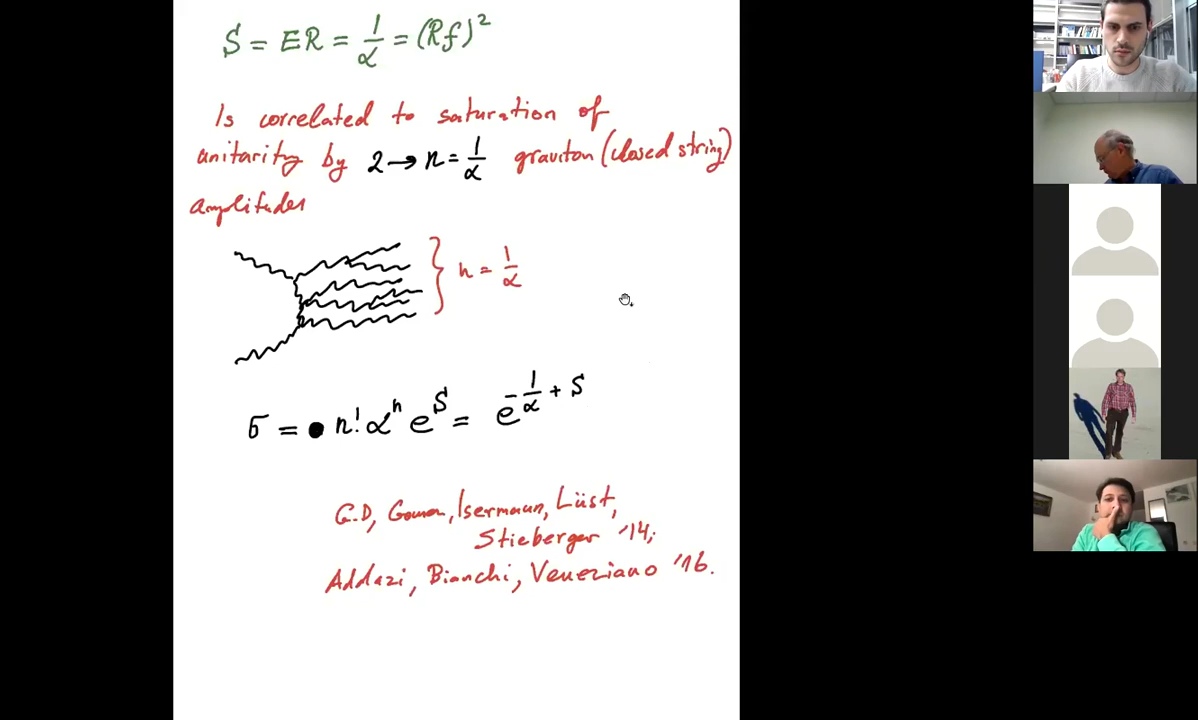 S = ER = 1/α = (Rf)²
Is correlated to saturation of
unitarity by 2 → n = 1/α graviton (closed string)
amplitudes
n = 1/α
σ = n! αⁿ e^S = e^(-1/α + S)
G.D, Gomez, Isermann, Lüst,
Stieberger '14;
Addazi, Bianchi, Veneziano '16.